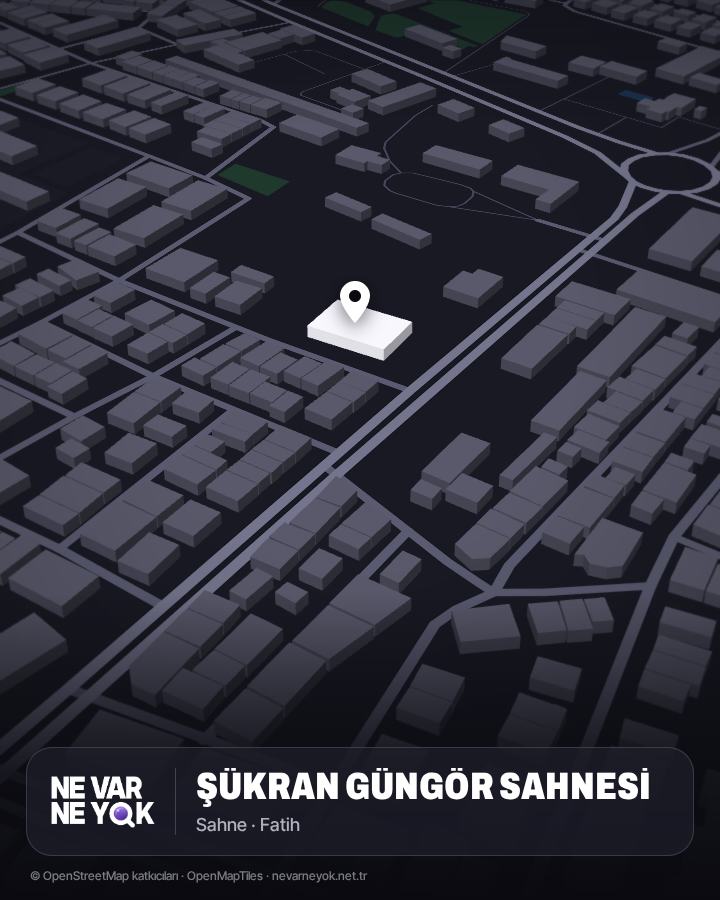 NE VAR
NE YOK
ŞÜKRAN GÜNGÖR SAHNESİ
Sahne · Fatih
© OpenStreetMap katkıcıları · OpenMapTiles · nevarneyok.net.tr